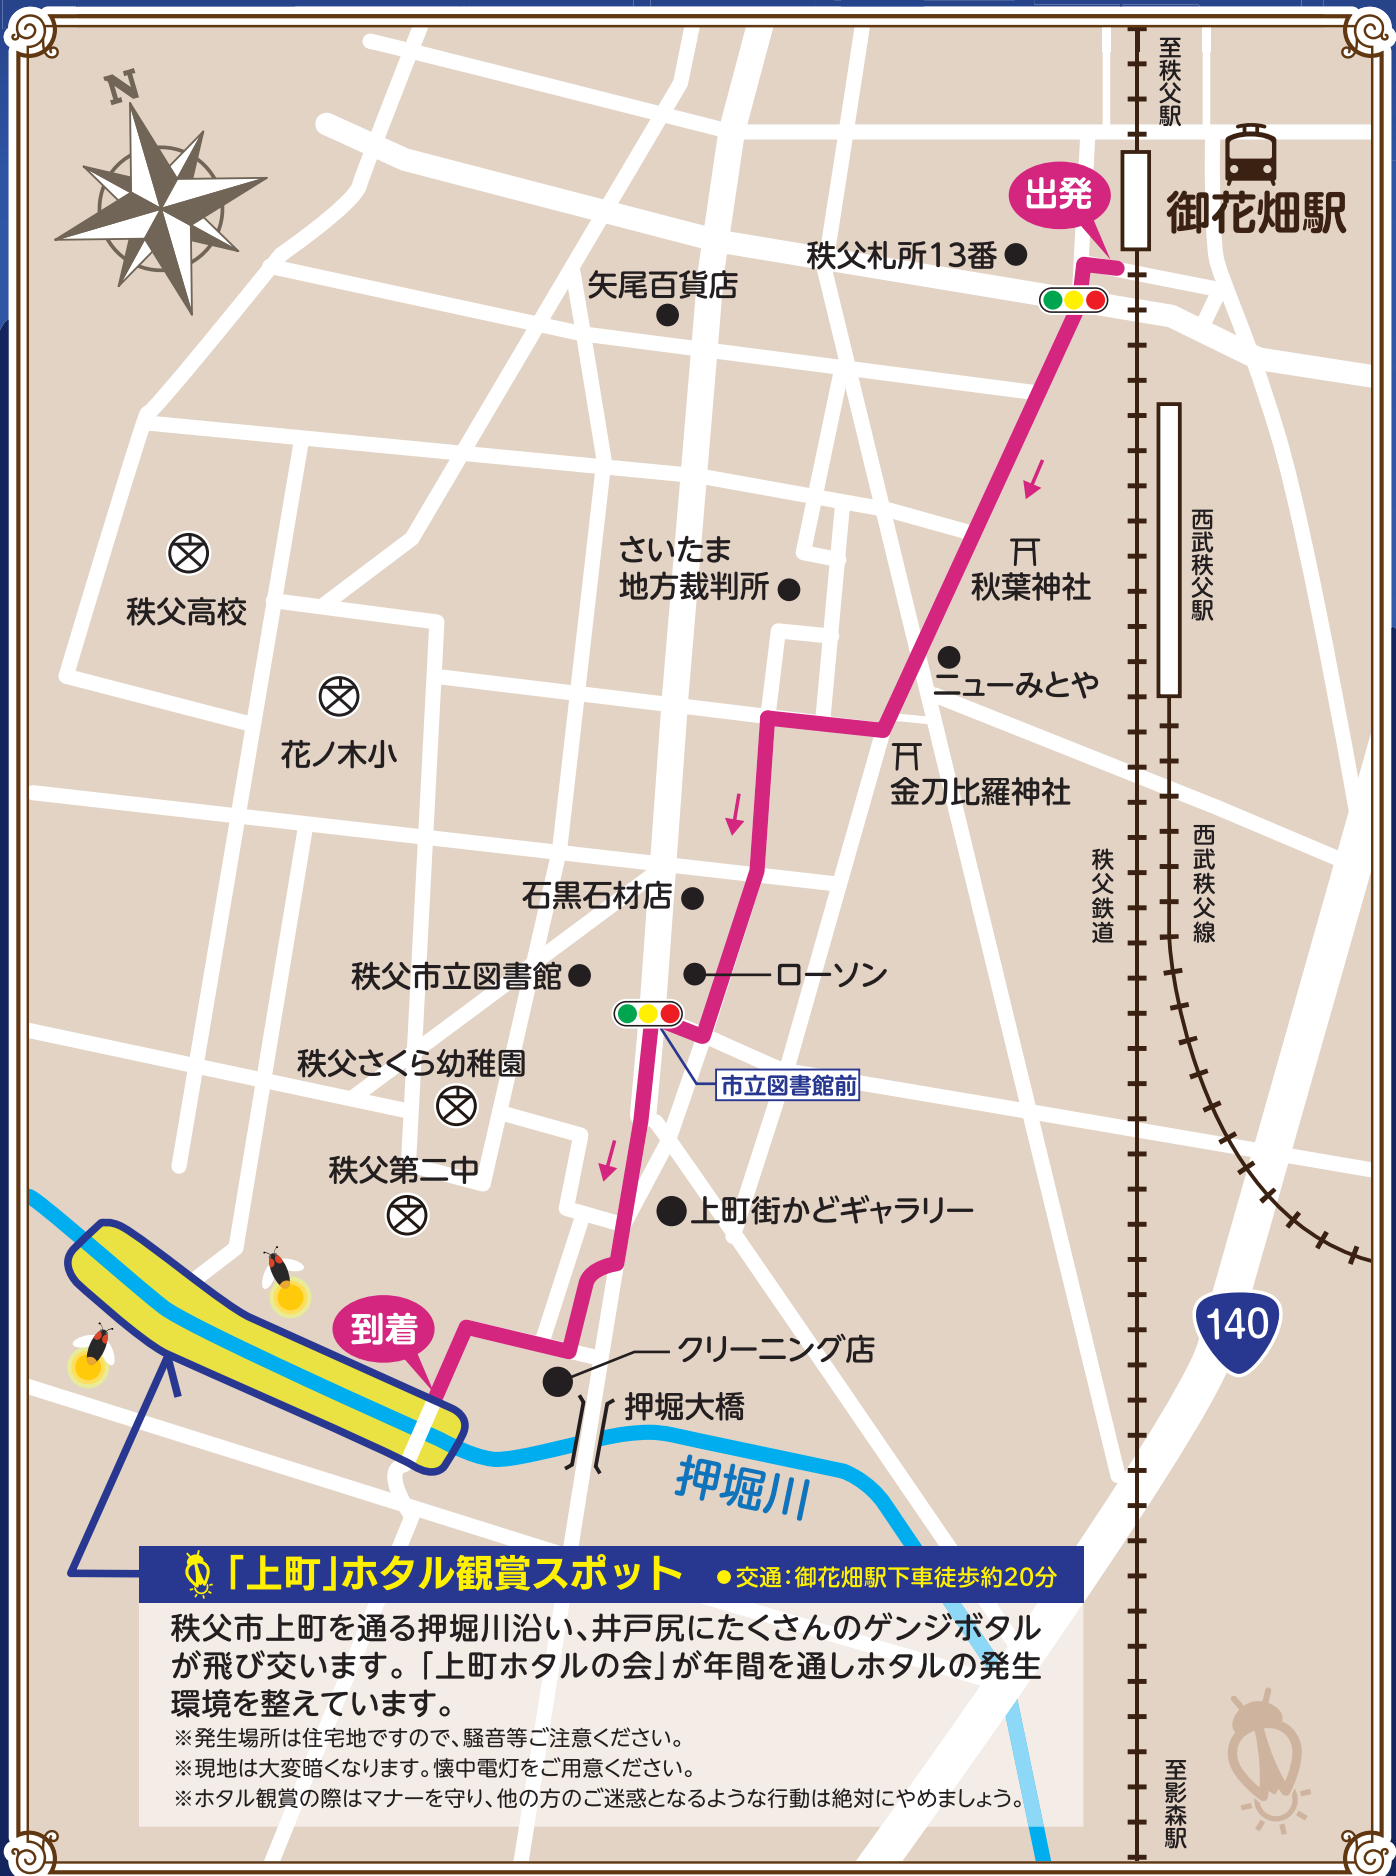 N
至秩父駅
御花畑駅
出発
秩父札所13番
矢尾百貨店
さいたま
地方裁判所
秋葉神社
西武秩父駅
秩父高校
ニューみとや
花ノ木小
金刀比羅神社
秩父鉄道
西武秩父線
石黒石材店
秩父市立図書館
ローソン
秩父さくら幼稚園
市立図書館前
秩父第二中
上町街かどギャラリー
140
到着
クリーニング店
押堀大橋
押堀川
「上町」ホタル観賞スポット
●交通：御花畑駅下車徒歩約20分
秩父市上町を通る押堀川沿い、井戸尻にたくさんのゲンジボタル
が飛び交います。「上町ホタルの会」が年間を通しホタルの発生
環境を整えています。
※発生場所は住宅地ですので、騒音等ご注意ください。
※現地は大変暗くなります。懐中電灯をご用意ください。
※ホタル観賞の際はマナーを守り、他の方のご迷惑となるような行動は絶対にやめましょう。
至影森駅